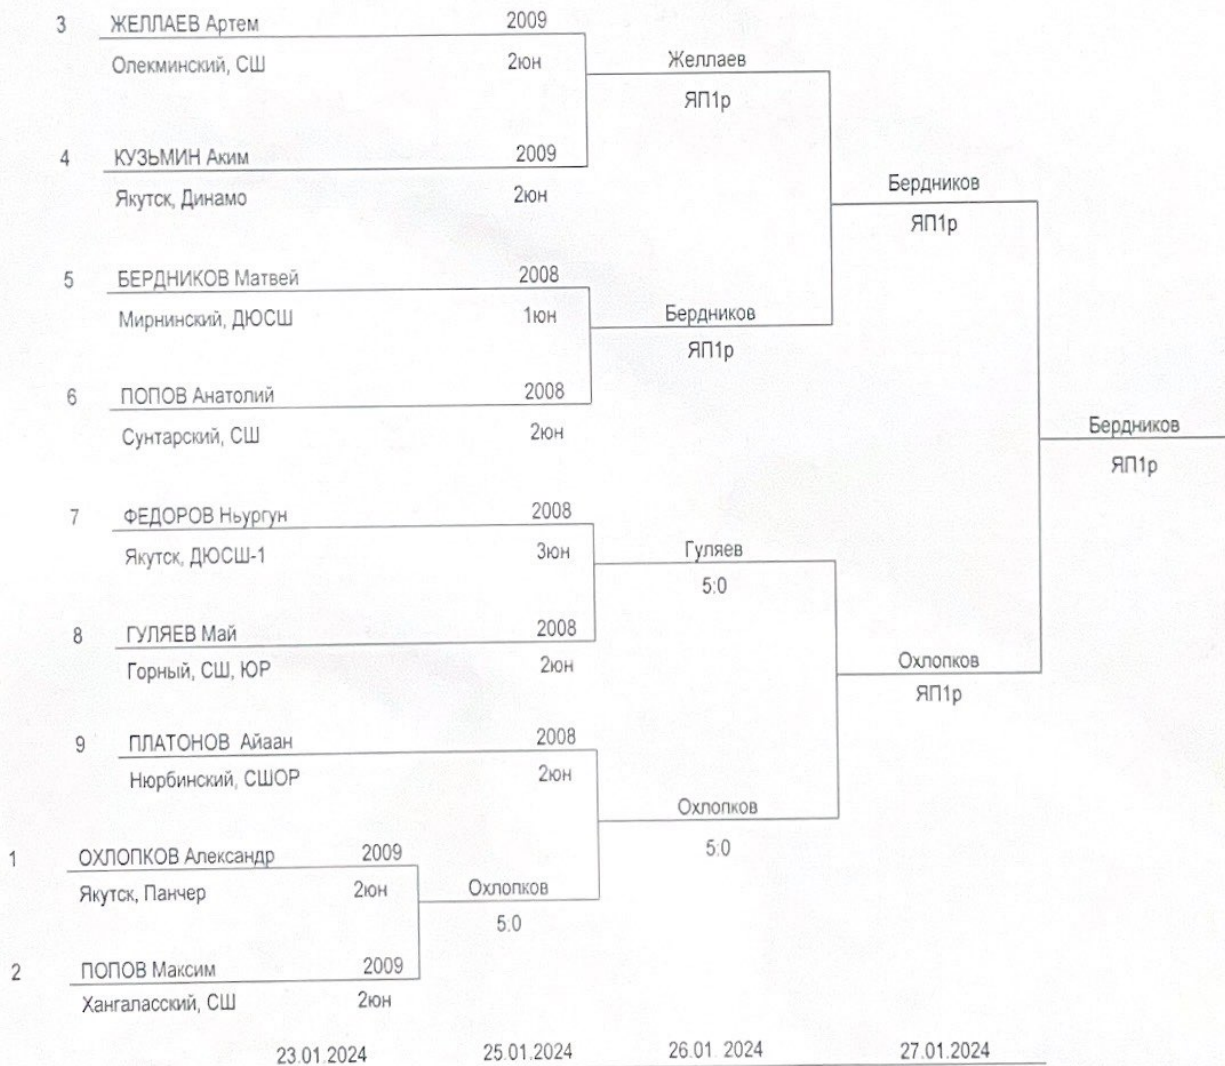 3 ЖЕЛЛАЕВ Артем 2009
Олекминский, СШ 2юн
Желлаев
ЯП1р
4 КУЗЬМИН Аким 2009
Якутск, Динамо 2юн
Бердников
ЯП1р
5 БЕРДНИКОВ Матвей 2008
Мирнинский, ДЮСШ 1юн
Бердников
ЯП1р
6 ПОПОВ Анатолий 2008
Сунтарский, СШ 2юн
Бердников
ЯП1р
7 ФЕДОРОВ Ньургун 2008
Якутск, ДЮСШ-1 3юн
Гуляев
5:0
8 ГУЛЯЕВ Май 2008
Горный, СШ, ЮР 2юн
Охлопков
ЯП1р
9 ПЛАТОНОВ Айаан 2008
Нюрбинский, СШОР 2юн
Охлопков
5:0
1 ОХЛОПКОВ Александр 2009
Якутск, Панчер 2юн
Охлопков
5:0
2 ПОПОВ Максим 2009
Хангаласский, СШ 2юн
23.01.2024 25.01.2024 26.01. 2024 27.01.2024